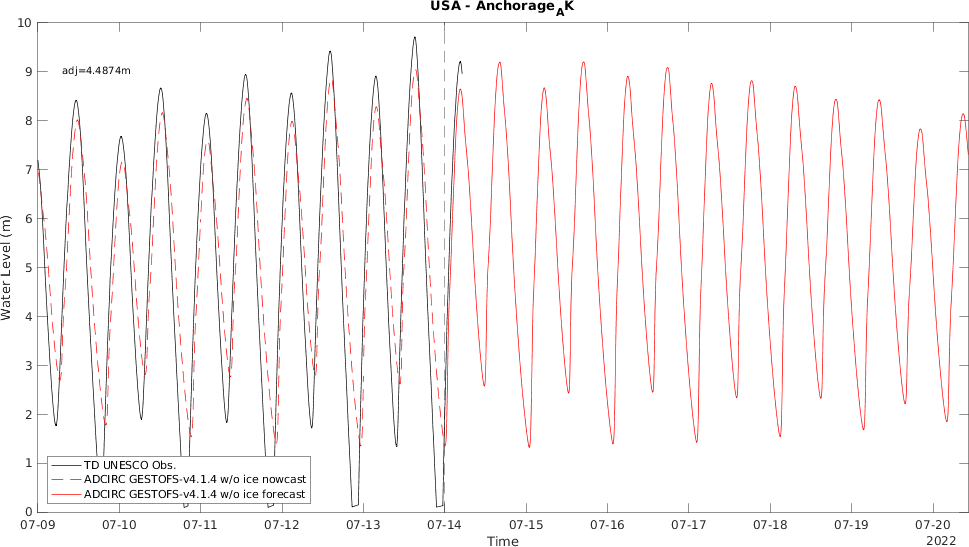 USA - Anchorage_AK
10
9
8
7
6
5
4
3
2
1
0
Water Level (m)
adj=4.4874m
TD UNESCO Obs.
ADCIRC GESTOFS-v4.1.4 w/o ice nowcast
ADCIRC GESTOFS-v4.1.4 w/o ice forecast
07-09 07-10 07-11 07-12 07-13 07-14 07-15 07-16 07-17 07-18 07-19 07-20
Time
2022